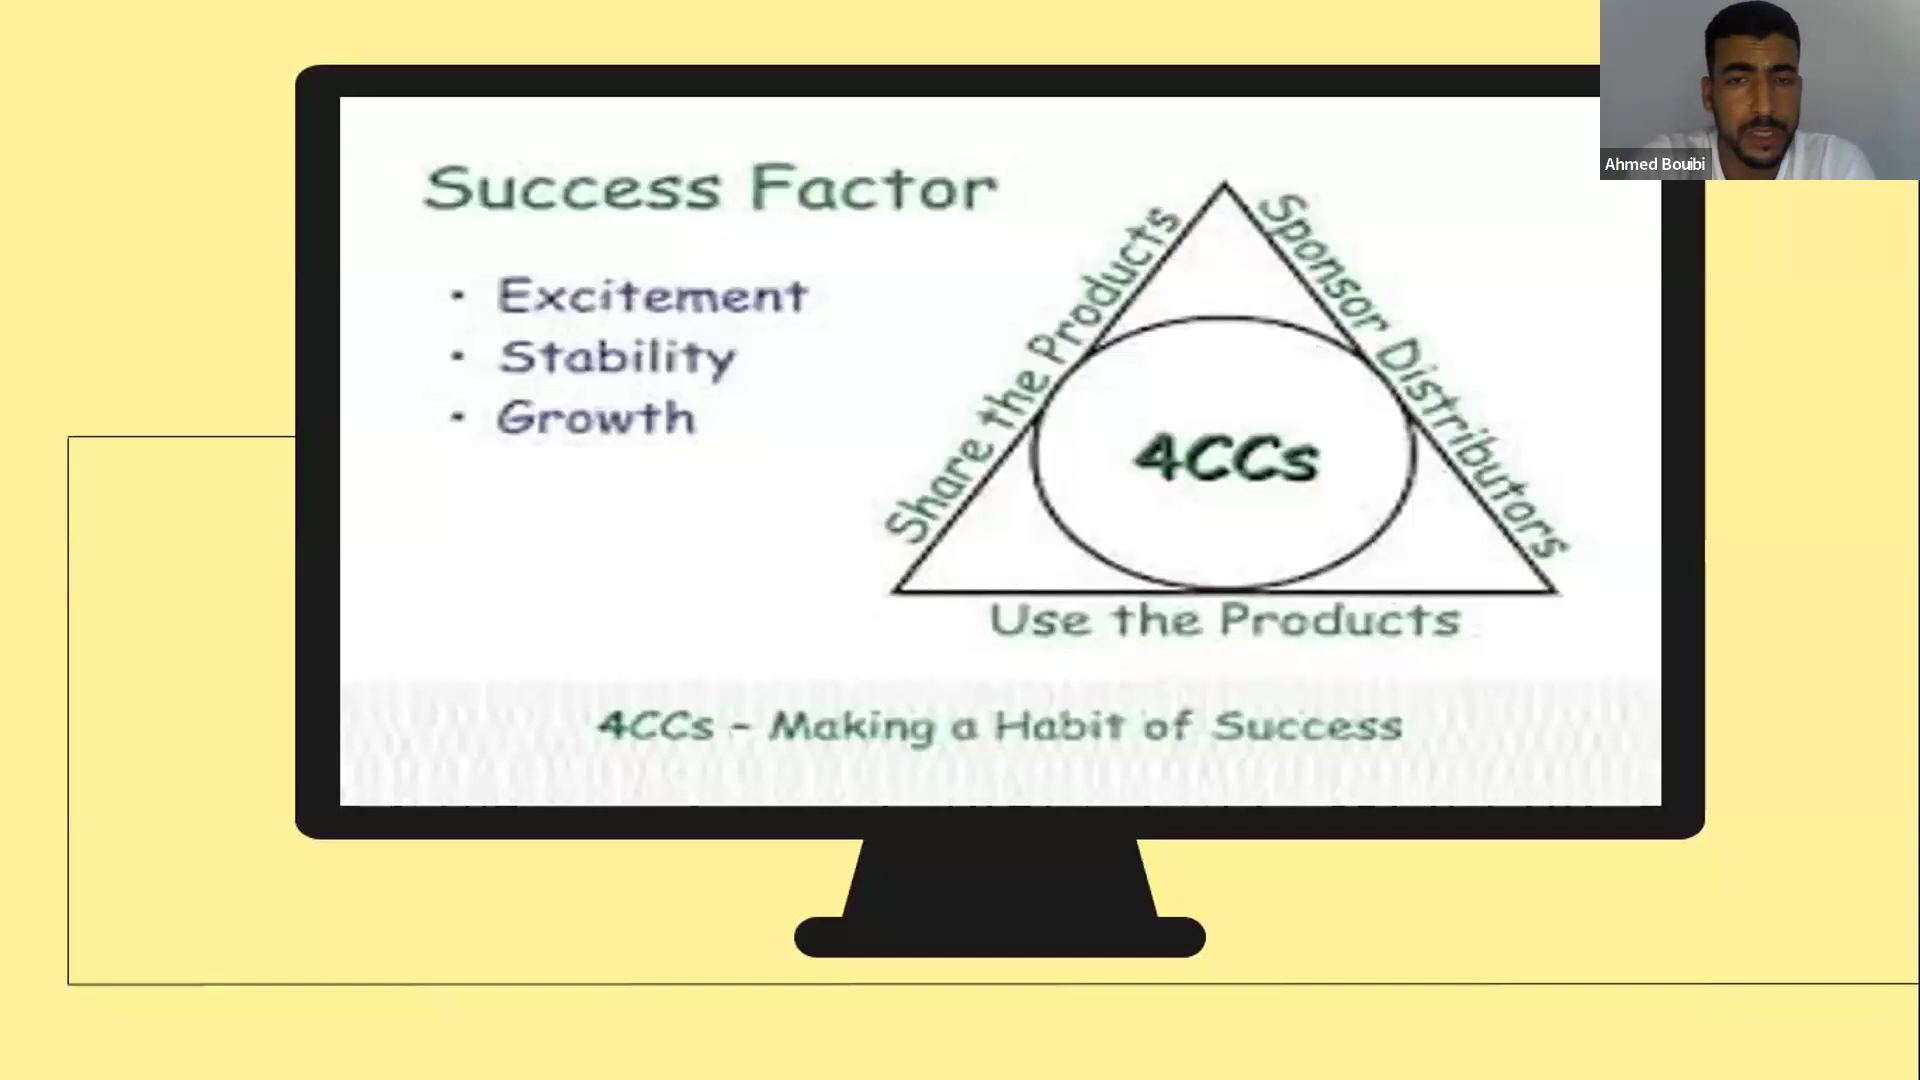 Ahmed Bouibi
Success Factor
• Excitement
• Stability
• Growth
Share the Products
Sponsor Distributors
4CCs
Use the Products
4CCs - Making a Habit of Success